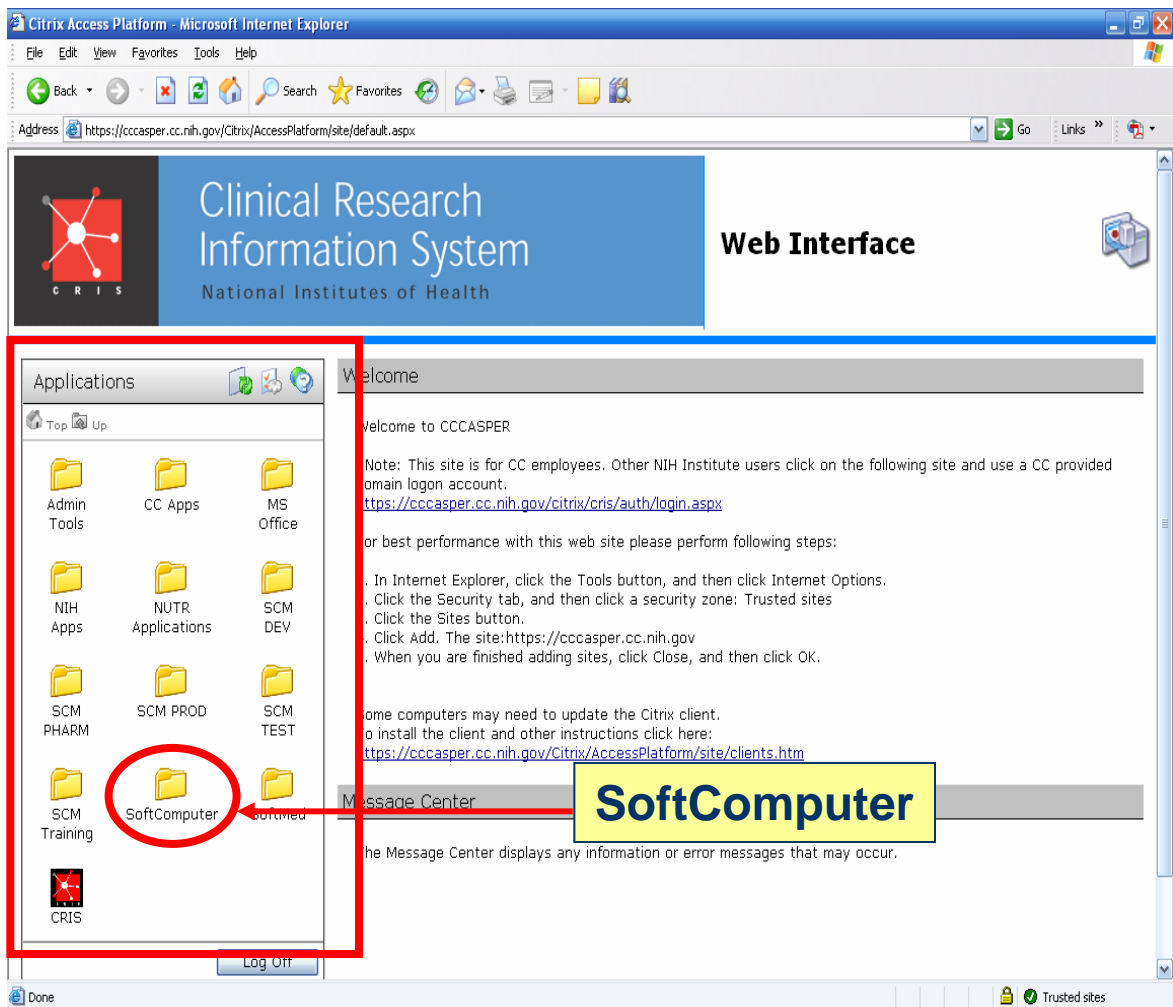 Citrix Access Platform - Microsoft Internet Explorer
File Edit View Favorites Tools Help
Back Search Favorites
Address https://cccasper.cc.nih.gov/Citrix/AccessPlatform/site/default.aspx Go Links »
Clinical Research
Information System
National Institutes of Health
C R I S
Web Interface
Applications
Top Up
Admin
Tools
CC Apps
MS
Office
NIH
Apps
NUTR
Applications
SCM
DEV
SCM
PHARM
SCM PROD
SCM
TEST
SCM
Training
SoftComputer
SoftMed
CRIS
Log Off
Welcome
Welcome to CCCASPER
Note: This site is for CC employees. Other NIH Institute users click on the following site and use a CC provided
omain logon account.
ttps://cccasper.cc.nih.gov/citrix/cris/auth/login.aspx
or best performance with this web site please perform following steps:
. In Internet Explorer, click the Tools button, and then click Internet Options.
. Click the Security tab, and then click a security zone: Trusted sites
. Click the Sites button.
. Click Add. The site:https://cccasper.cc.nih.gov
. When you are finished adding sites, click Close, and then click OK.
ome computers may need to update the Citrix client.
o install the client and other instructions click here:
ttps://cccasper.cc.nih.gov/Citrix/AccessPlatform/site/clients.htm
SoftComputer
Message Center
he Message Center displays any information or error messages that may occur.
Done Trusted sites